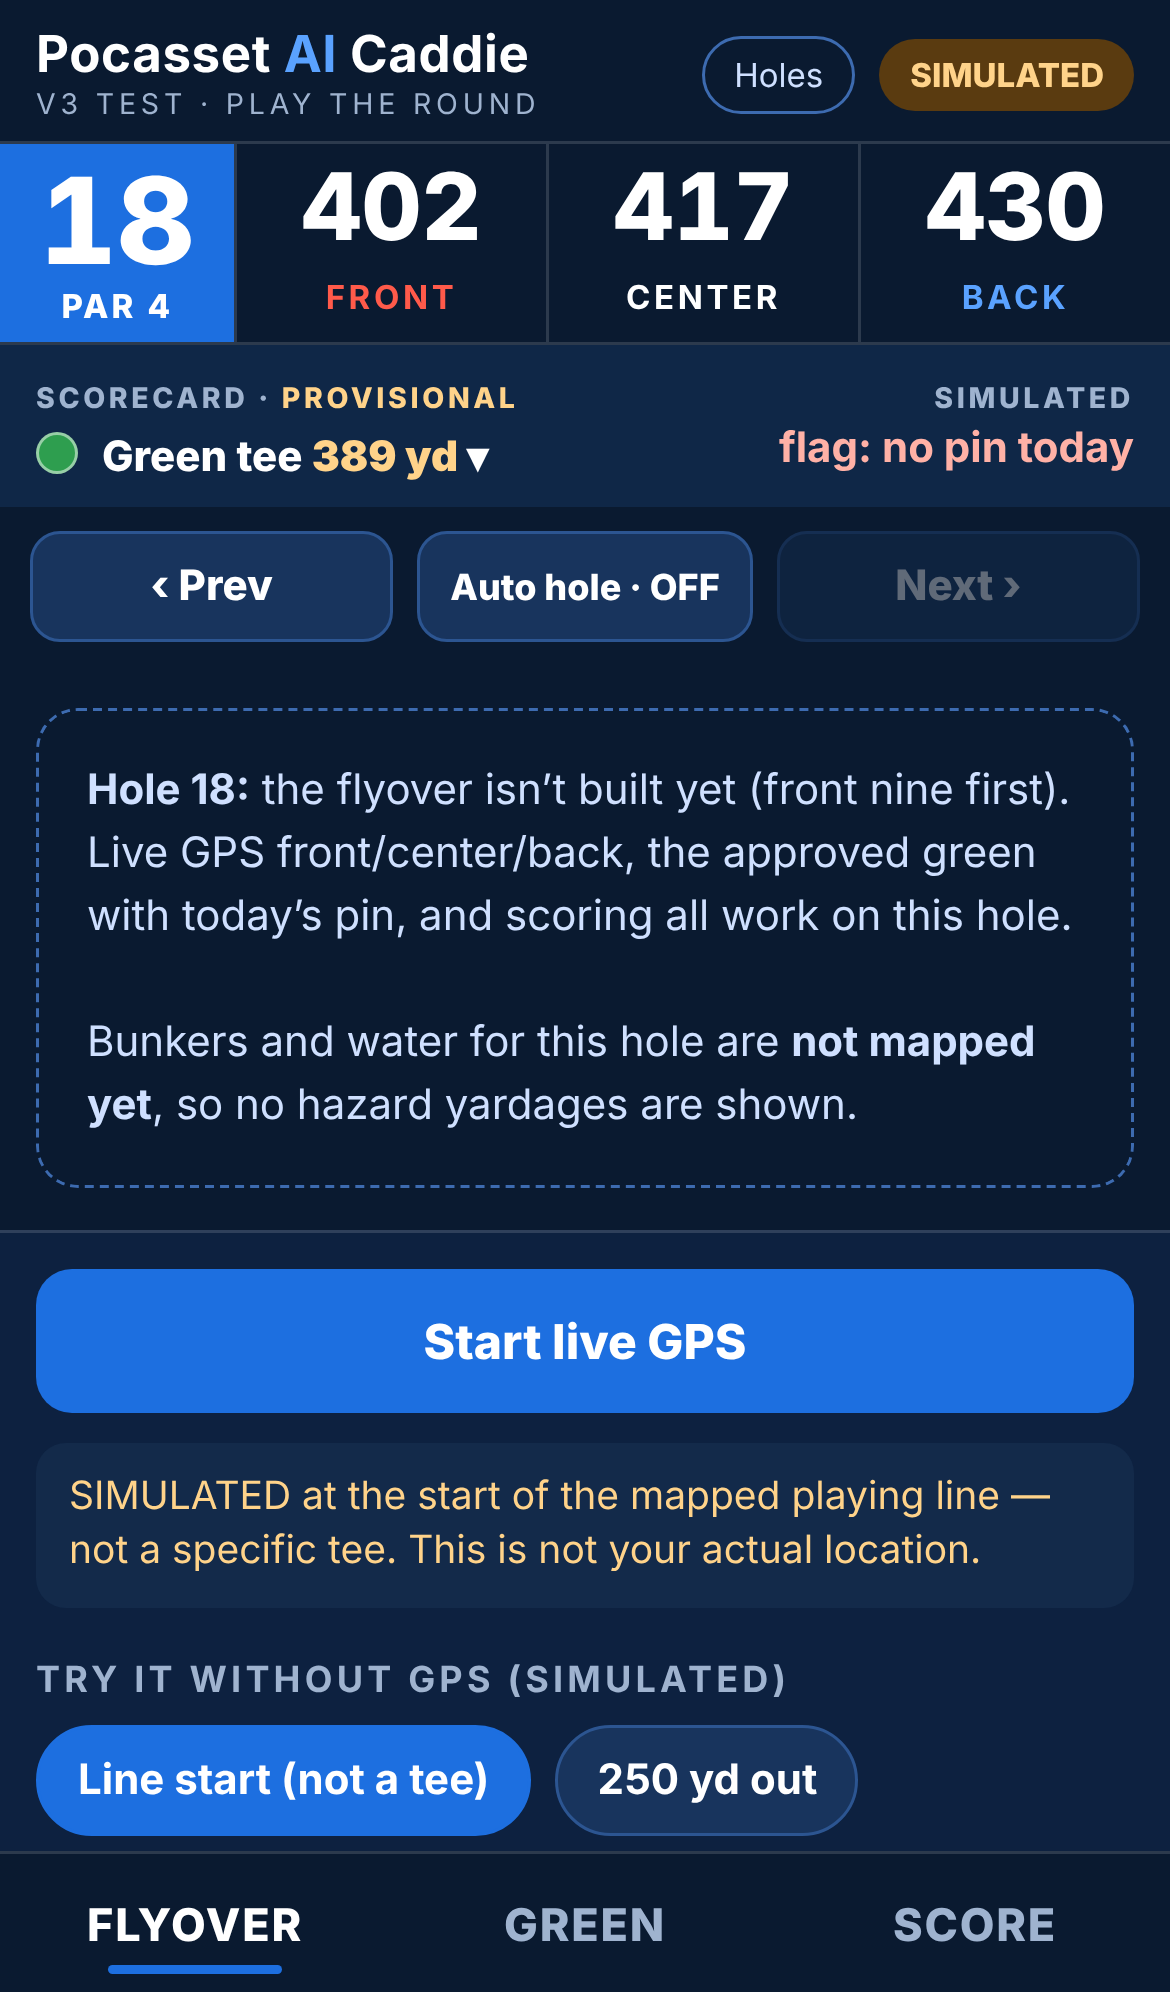 Pocasset AI Caddie
V3 TEST · PLAY THE ROUND
Holes
SIMULATED
18
PAR 4
402
FRONT
417
CENTER
430
BACK
SCORECARD · PROVISIONAL
Green tee 389 yd ▾
SIMULATED
flag: no pin today
‹ Prev
Auto hole · OFF
Next ›
Hole 18: the flyover isn’t built yet (front nine first).
Live GPS front/center/back, the approved green
with today’s pin, and scoring all work on this hole.
Bunkers and water for this hole are not mapped
yet, so no hazard yardages are shown.
Start live GPS
SIMULATED at the start of the mapped playing line —
not a specific tee. This is not your actual location.
TRY IT WITHOUT GPS (SIMULATED)
Line start (not a tee)
250 yd out
FLYOVER
GREEN
SCORE